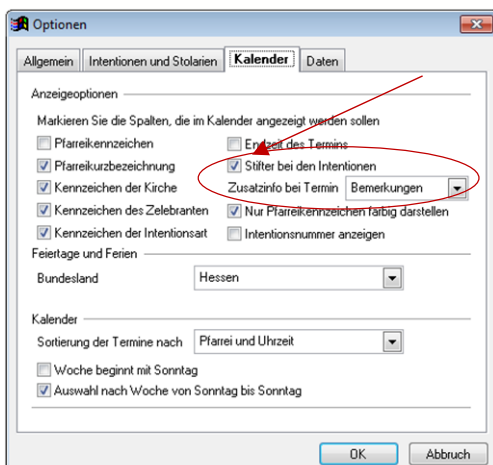 Optionen
Allgemein Intentionen und Stolarien Kalender Daten
Anzeigeoptionen
Markieren Sie die Spalten, die im Kalender angezeigt werden sollen
Pfarreikennzeichen Endzeit des Termins
Pfarreikurzbezeichnung Stifter bei den Intentionen
Kennzeichen der Kirche Zusatzinfo bei Termin Bemerkungen
Kennzeichen des Zelebranten Nur Pfarreikennzeichen farbig darstellen
Kennzeichen der Intentionsart Intentionsnummer anzeigen
Feiertage und Ferien
Bundesland Hessen
Kalender
Sortierung der Termine nach Pfarrei und Uhrzeit
Woche beginnt mit Sonntag
Auswahl nach Woche von Sonntag bis Sonntag
OK Abbruch